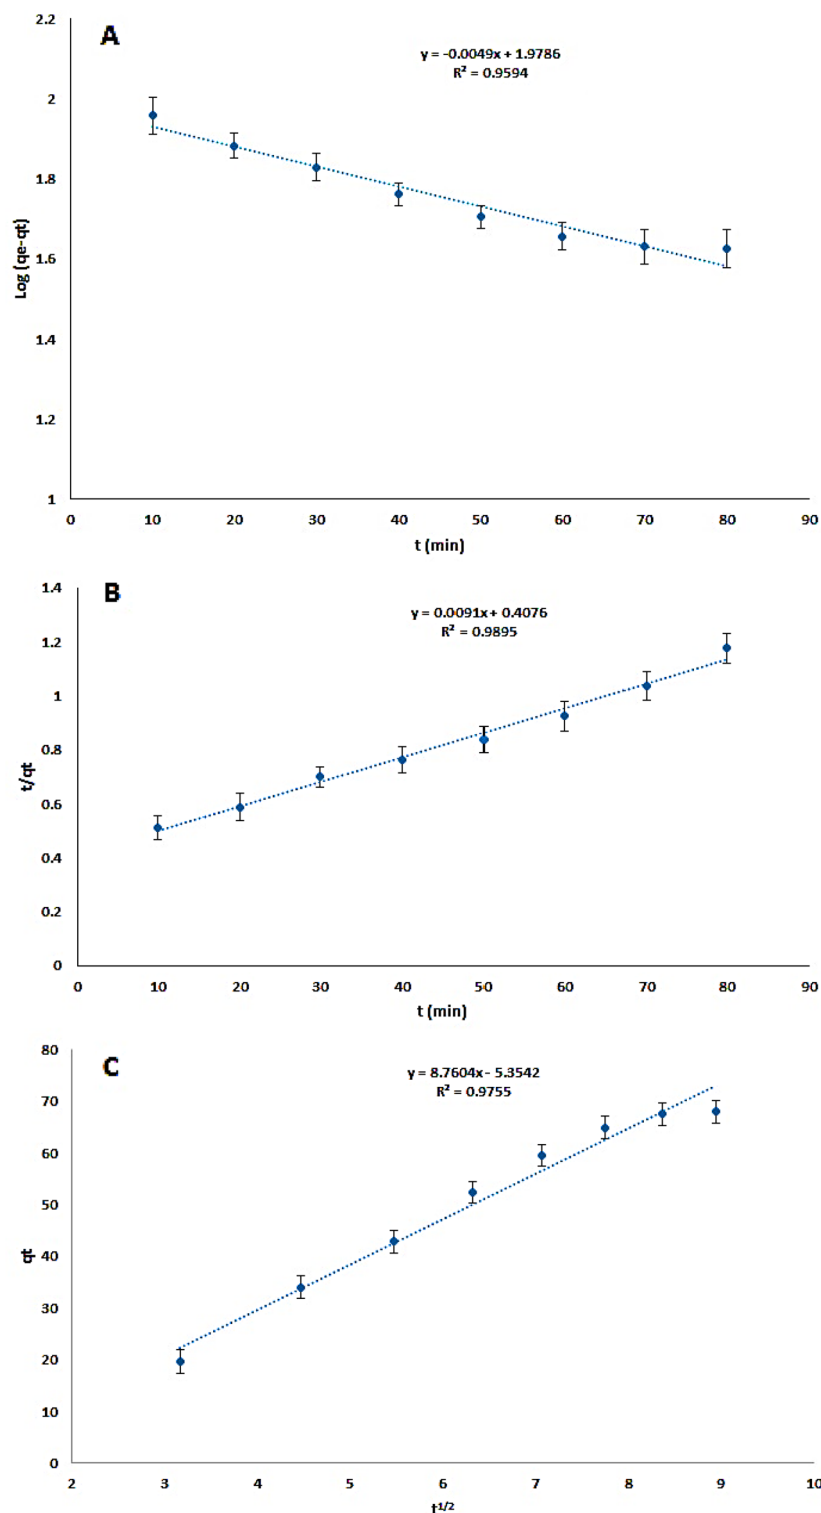 A
y = -0.0049x + 1.9786
R² = 0.9594
2.2
2
1.8
1.6
1.4
1.2
1
Log (qe-qt)
0 10 20 30 40 50 60 70 80 90
t (min)
B
y = 0.0091x + 0.4076
R² = 0.9895
1.4
1.2
1
0.8
0.6
0.4
0.2
0
t/qt
0 10 20 30 40 50 60 70 80 90
t (min)
C
y = 8.7604x - 5.3542
R² = 0.9755
80
70
60
50
40
30
20
10
0
qt
2 3 4 5 6 7 8 9 10
t^1/2